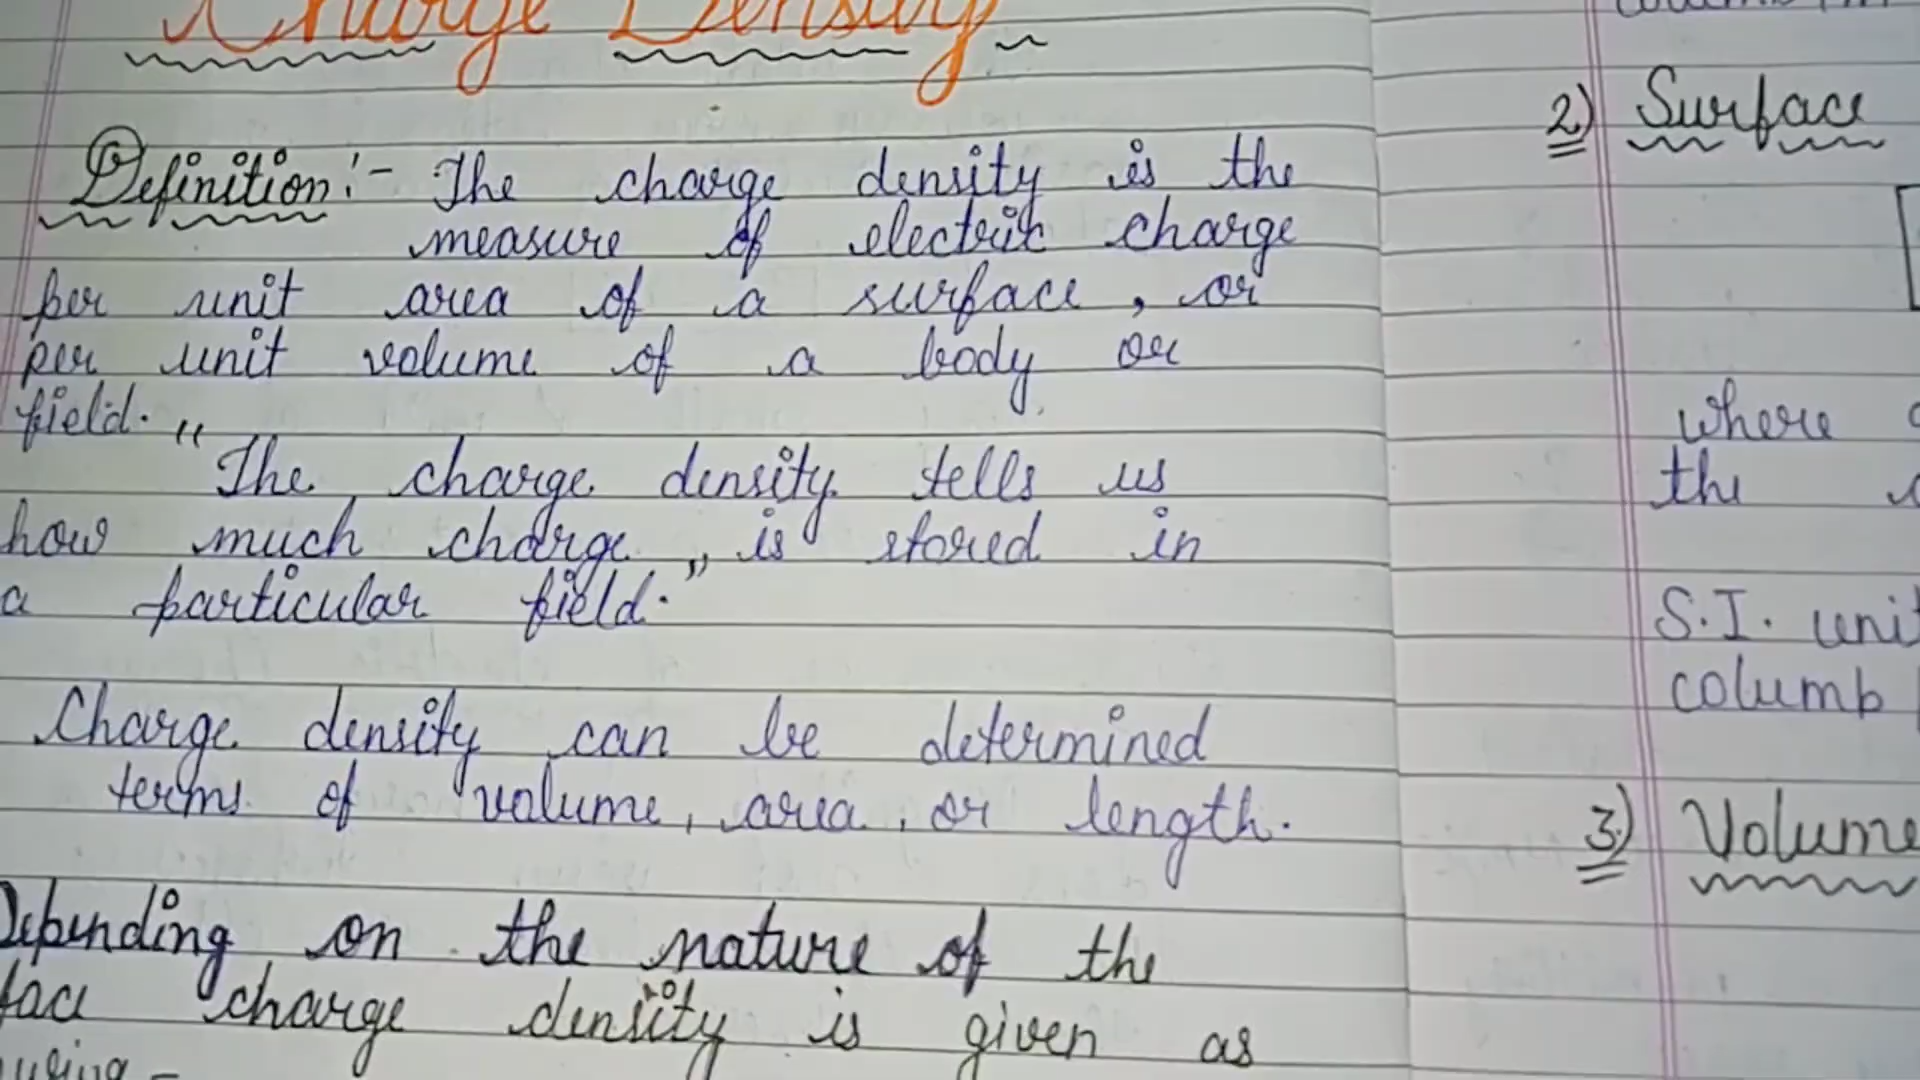 Charge Density
Definition:- The charge density is the
measure of electric charge
per unit area of a surface, or
per unit volume of a body or
field.
"The charge density tells us
how much charge, is stored in
a particular field."
Charge density can be determined
terms of volume, area, or length.
Depending on the nature of the
charge density is given as
2) Surface
where
the
S.I. unit
columb
3) Volume